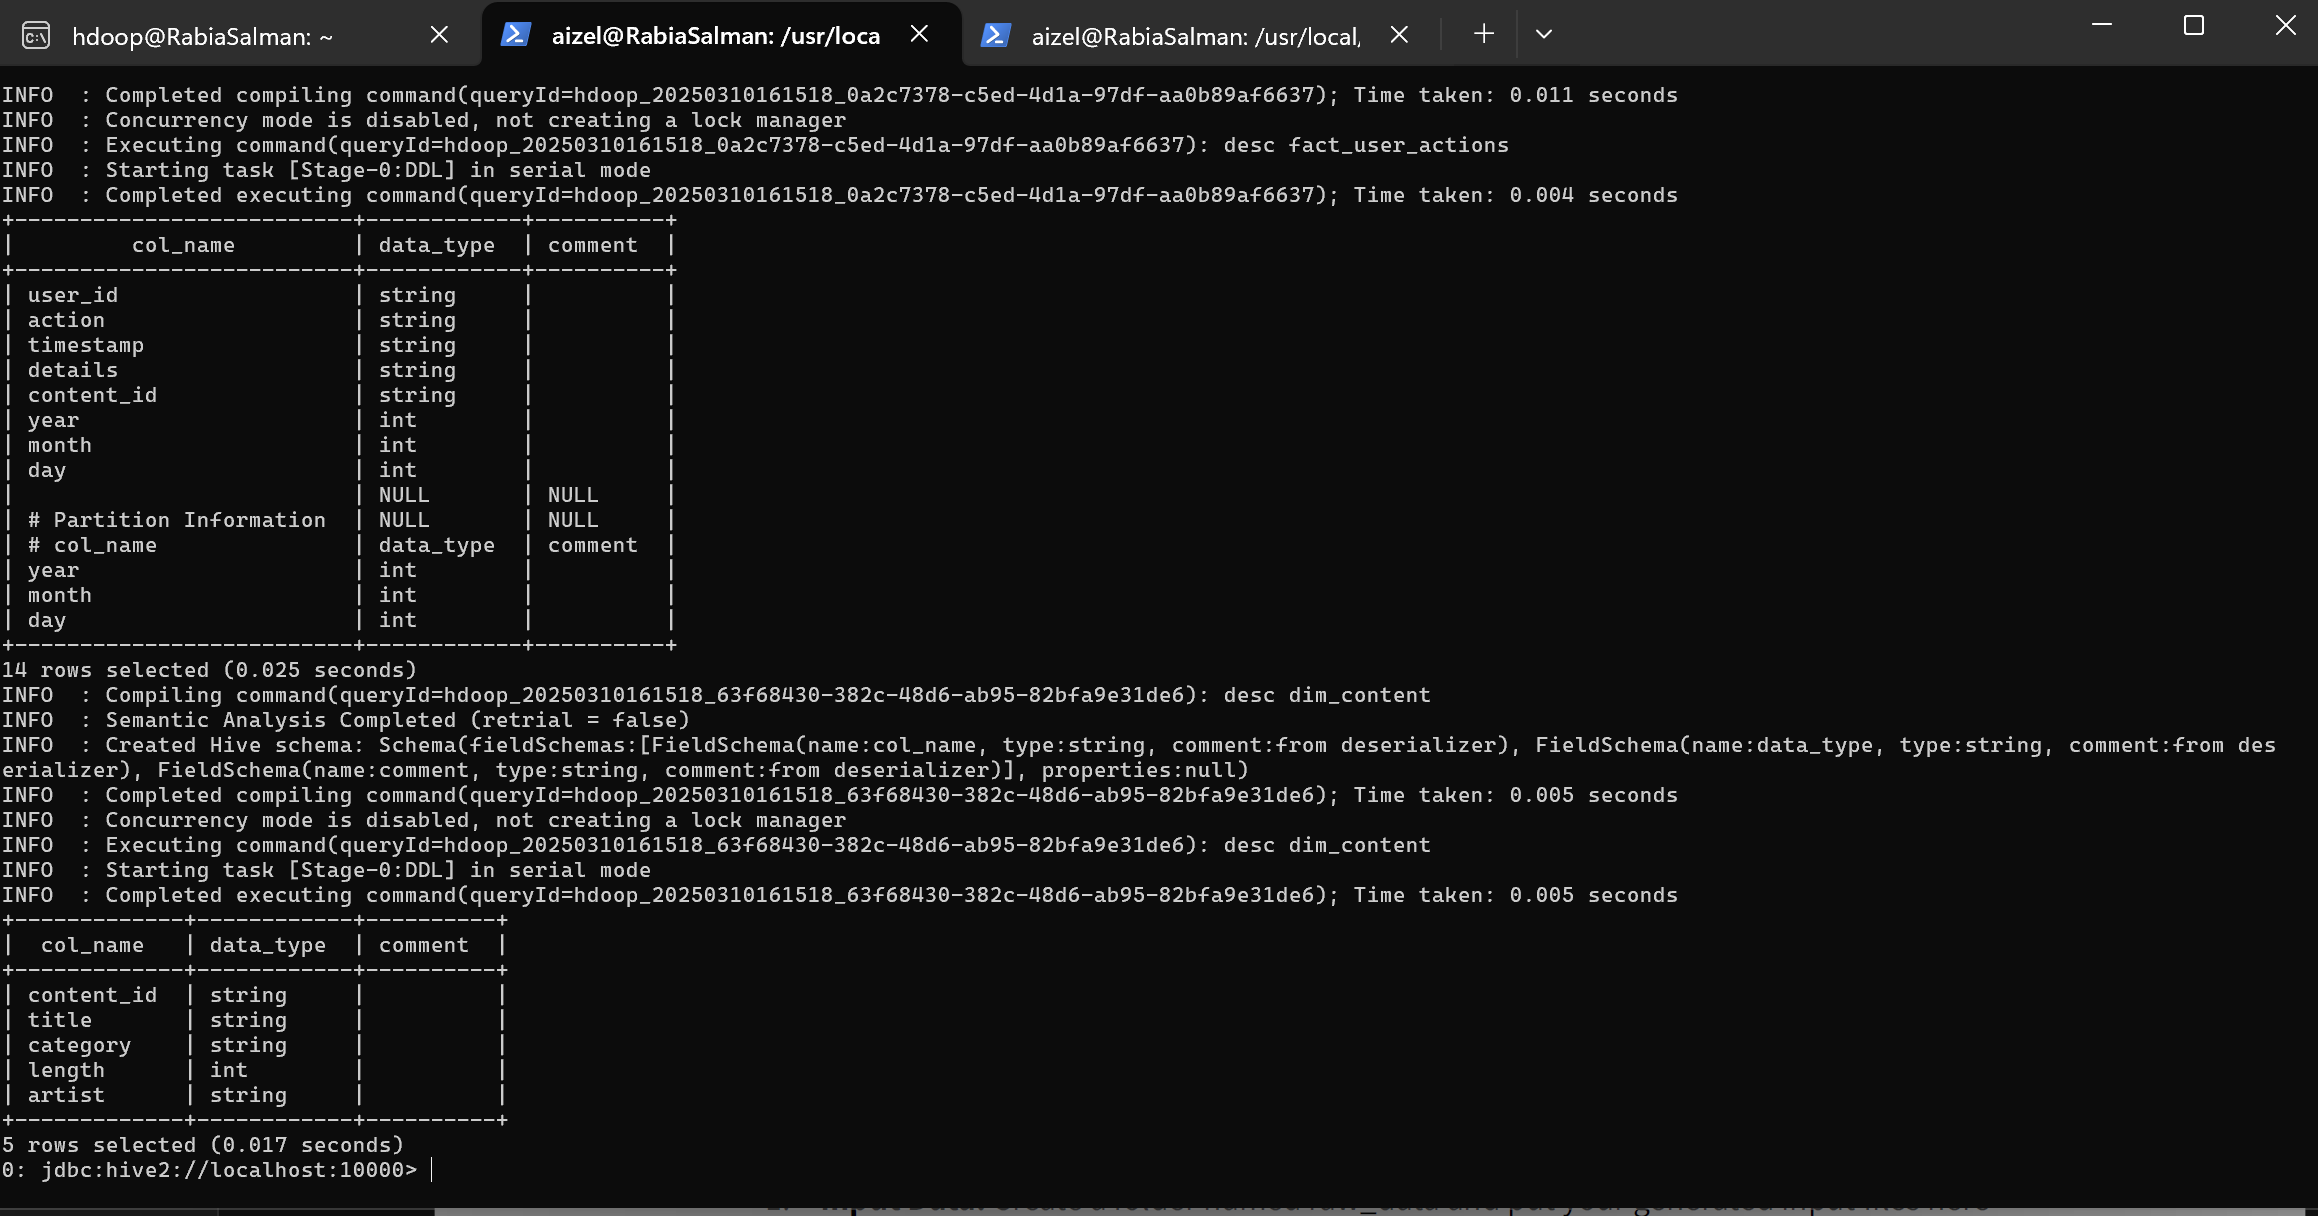 hdoop@RabiaSalman: ~
aizel@RabiaSalman: /usr/loca
aizel@RabiaSalman: /usr/local,
INFO  : Completed compiling command(queryId=hdoop_20250310161518_0a2c7378-c5ed-4d1a-97df-aa0b89af6637); Time taken: 0.011 seconds
INFO  : Concurrency mode is disabled, not creating a lock manager
INFO  : Executing command(queryId=hdoop_20250310161518_0a2c7378-c5ed-4d1a-97df-aa0b89af6637): desc fact_user_actions
INFO  : Starting task [Stage-0:DDL] in serial mode
INFO  : Completed executing command(queryId=hdoop_20250310161518_0a2c7378-c5ed-4d1a-97df-aa0b89af6637); Time taken: 0.004 seconds
+--------------------------+------------+----------+
|         col_name         | data_type  | comment  |
+--------------------------+------------+----------+
| user_id                  | string     |          |
| action                   | string     |          |
| timestamp                | string     |          |
| details                  | string     |          |
| content_id               | string     |          |
| year                     | int        |          |
| month                    | int        |          |
| day                      | int        |          |
|                          | NULL       | NULL     |
| # Partition Information  | NULL       | NULL     |
| # col_name               | data_type  | comment  |
| year                     | int        |          |
| month                    | int        |          |
| day                      | int        |          |
+--------------------------+------------+----------+
14 rows selected (0.025 seconds)
INFO  : Compiling command(queryId=hdoop_20250310161518_63f68430-382c-48d6-ab95-82bfa9e31de6): desc dim_content
INFO  : Semantic Analysis Completed (retrial = false)
INFO  : Created Hive schema: Schema(fieldSchemas:[FieldSchema(name:col_name, type:string, comment:from deserializer), FieldSchema(name:data_type, type:string, comment:from des
erializer), FieldSchema(name:comment, type:string, comment:from deserializer)], properties:null)
INFO  : Completed compiling command(queryId=hdoop_20250310161518_63f68430-382c-48d6-ab95-82bfa9e31de6); Time taken: 0.005 seconds
INFO  : Concurrency mode is disabled, not creating a lock manager
INFO  : Executing command(queryId=hdoop_20250310161518_63f68430-382c-48d6-ab95-82bfa9e31de6): desc dim_content
INFO  : Starting task [Stage-0:DDL] in serial mode
INFO  : Completed executing command(queryId=hdoop_20250310161518_63f68430-382c-48d6-ab95-82bfa9e31de6); Time taken: 0.005 seconds
+-------------+------------+----------+
|  col_name   | data_type  | comment  |
+-------------+------------+----------+
| content_id  | string     |          |
| title       | string     |          |
| category    | string     |          |
| length      | int        |          |
| artist      | string     |          |
+-------------+------------+----------+
5 rows selected (0.017 seconds)
0: jdbc:hive2://localhost:10000>